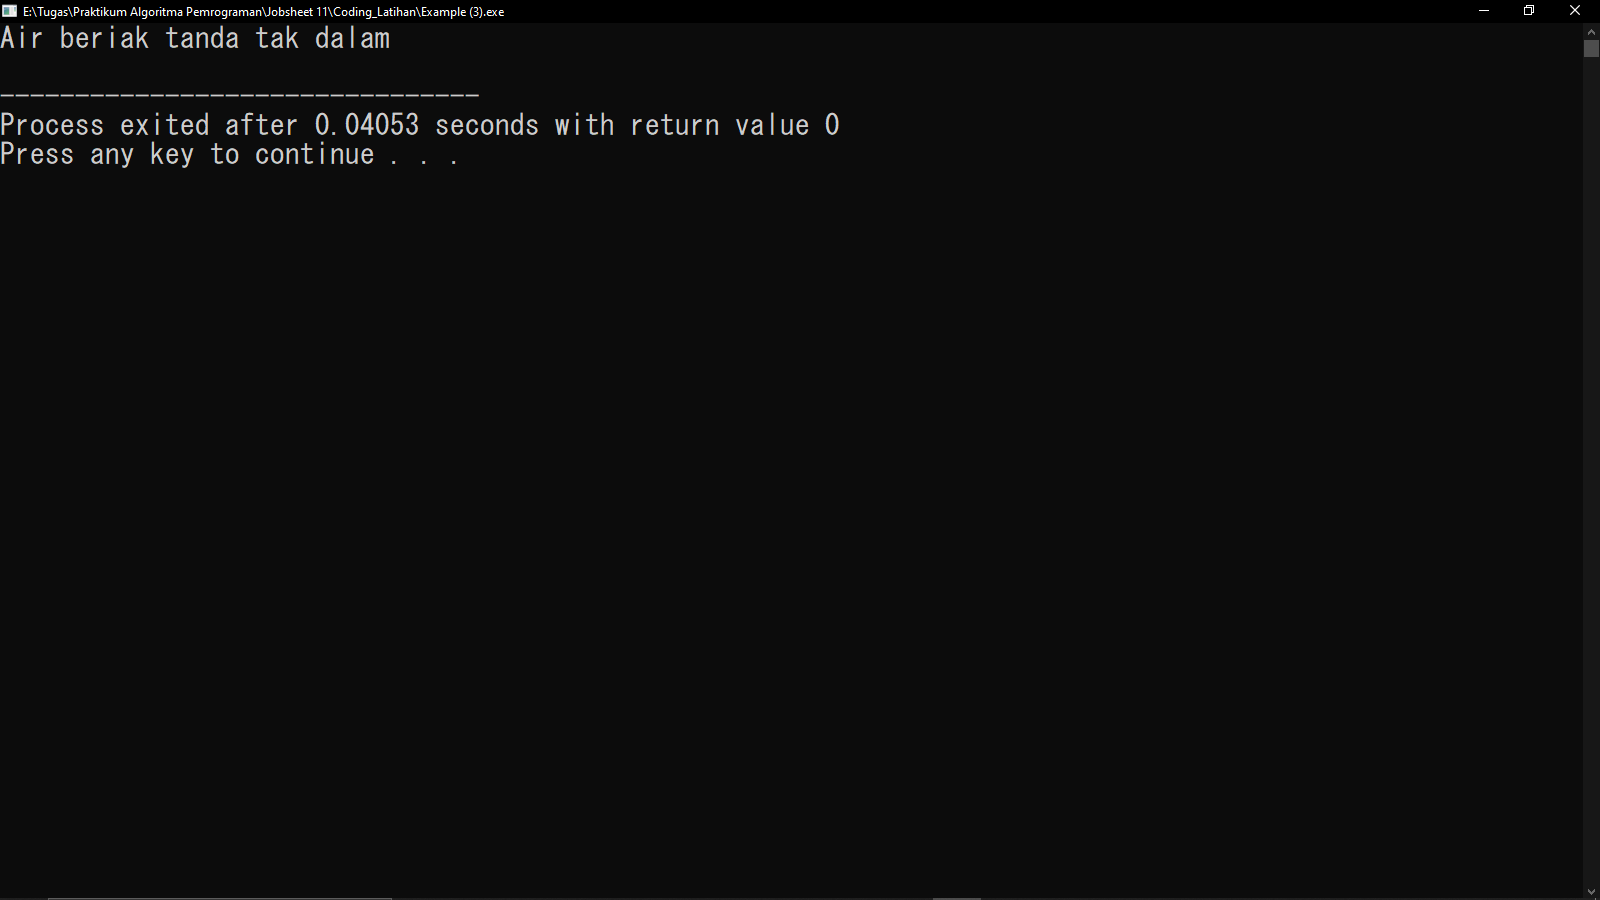 E:\Tugas\Praktikum Algoritma Pemrograman\Jobsheet 11\Coding_Latihan\Example (3).exe
Air beriak tanda tak dalam
--------------------------------
Process exited after 0.04053 seconds with return value 0
Press any key to continue . . .